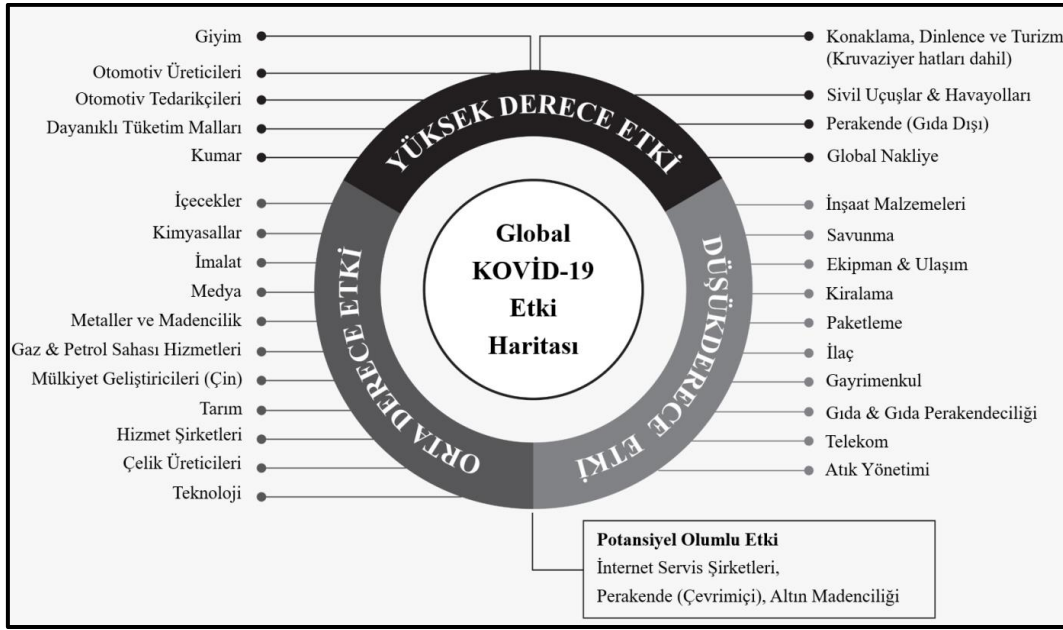 Giyim
Otomotiv Üreticileri
Otomotiv Tedarikçileri
Dayanıklı Tüketim Malları
Kumar
İçecekler
Kimyasallar
İmalat
Medya
Metaller ve Madencilik
Gaz & Petrol Sahası Hizmetleri
Mülkiyet Geliştiricileri (Çin)
Tarım
Hizmet Şirketleri
Çelik Üreticileri
Teknoloji
YÜKSEK DERECE ETKİ
ORTA DERECE ETKİ
DÜŞÜKDERECE ETKİ
Global
KOVİD-19
Etki
Haritası
Konaklama, Dinlence ve Turizm
(Kruvaziyer hatları dahil)
Sivil Uçuşlar & Havayolları
Perakende (Gıda Dışı)
Global Nakliye
İnşaat Malzemeleri
Savunma
Ekipman & Ulaşım
Kiralama
Paketleme
İlaç
Gayrimenkul
Gıda & Gıda Perakendeciliği
Telekom
Atık Yönetimi
Potansiyel Olumlu Etki
İnternet Servis Şirketleri,
Perakende (Çevrimiçi), Altın Madenciliği